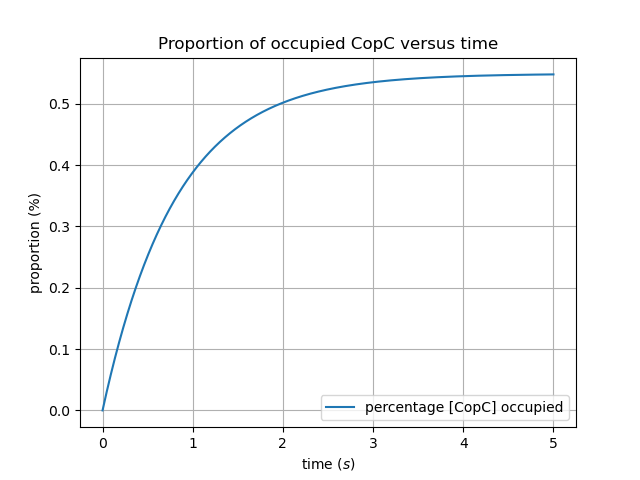 Proportion of occupied CopC versus time
proportion (%)
0.5
0.4
0.3
0.2
0.1
0.0
percentage [CopC] occupied
0 1 2 3 4 5
time (s)